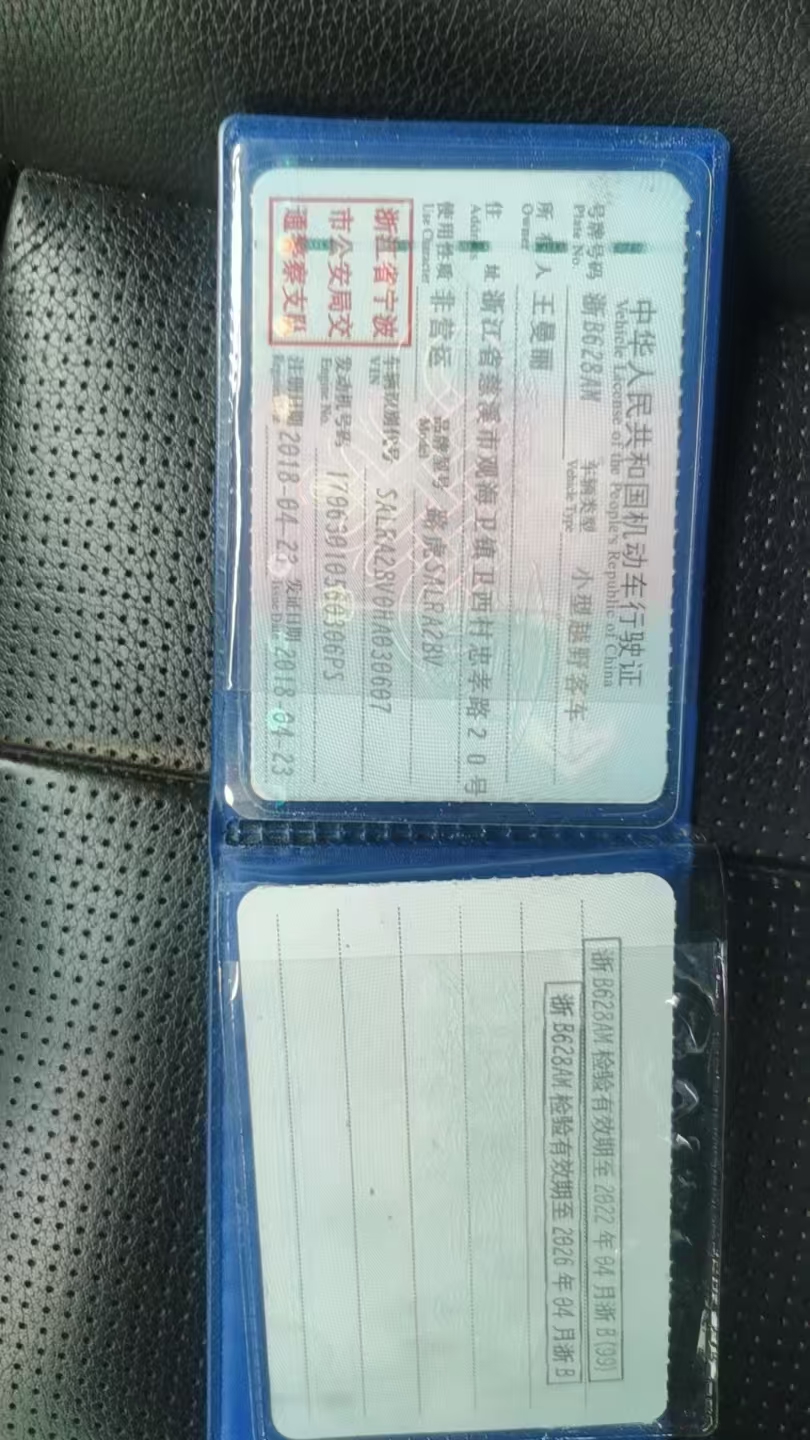 中华人民共和国机动车行驶证
Vehicle License of the People's Republic of China
号牌号码 浙B628AM 车辆类型 小型越野客车
Plate No. Vehicle Type
所有人 王曼丽
Owner
住址 浙江省慈溪市观海卫镇卫西村忠孝路20号
Address
使用性质 非营运 品牌型号 路虎SALRA2BV
Use Character Model
浙江省宁波
市公安局交
通警察支队
车辆识别代号 SALRA2BV0HA030607
VIN
发动机号码
Engine No.
注册日期 2018-04-23 发证日期 2018-04-23
Issue Date
浙B628AM检验有效期至2022年04月浙B(99)
浙B628AM检验有效期至2026年04月浙B